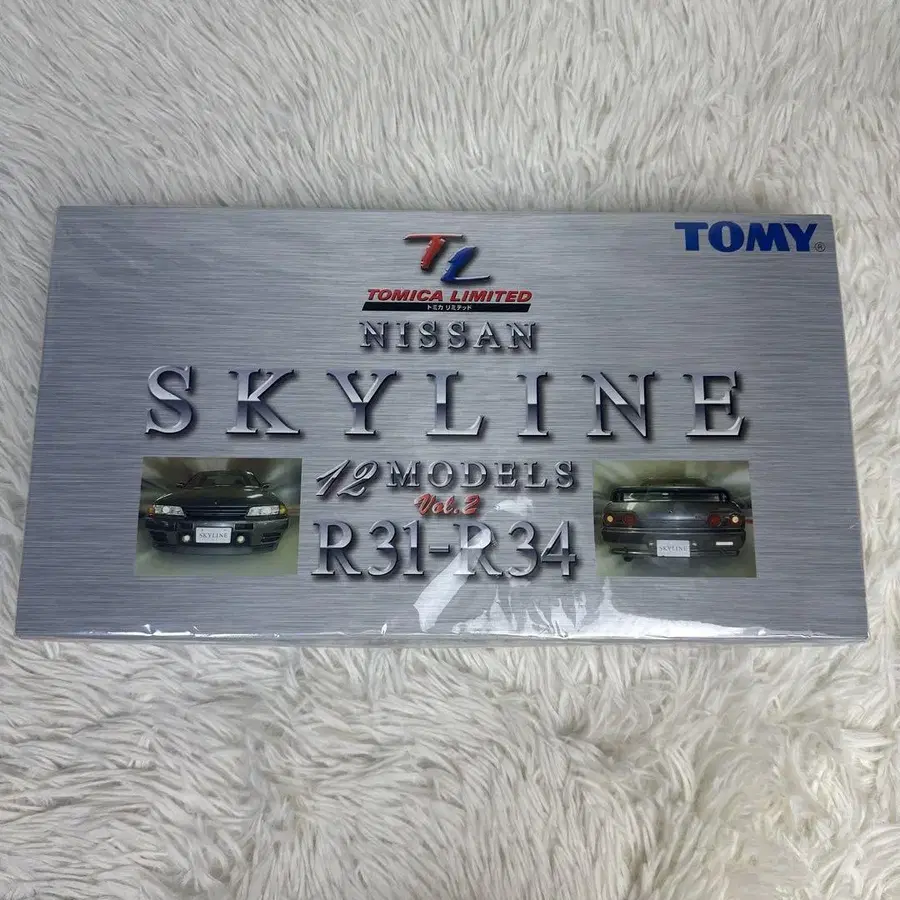 TOMY®
TL
TOMICA LIMITED
トミカ リミテッド
NISSAN
SKYLINE
12 MODELS
Vol.2
R31-R34
SKYLINE
SKYLINE